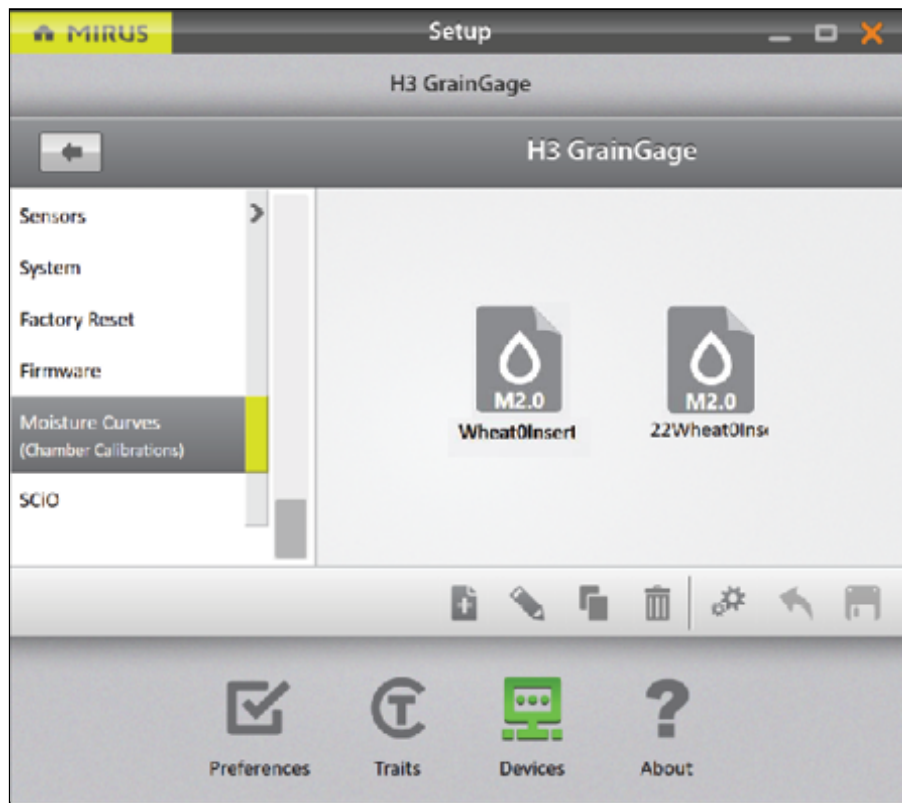 MIRUS
Setup
H3 GrainGage
H3 GrainGage
Sensors
System
Factory Reset
Firmware
Moisture Curves
(Chamber Calibrations)
SCiO
M2.0
Wheat0Insert
M2.0
22Wheat0Ins
Preferences
Traits
Devices
About